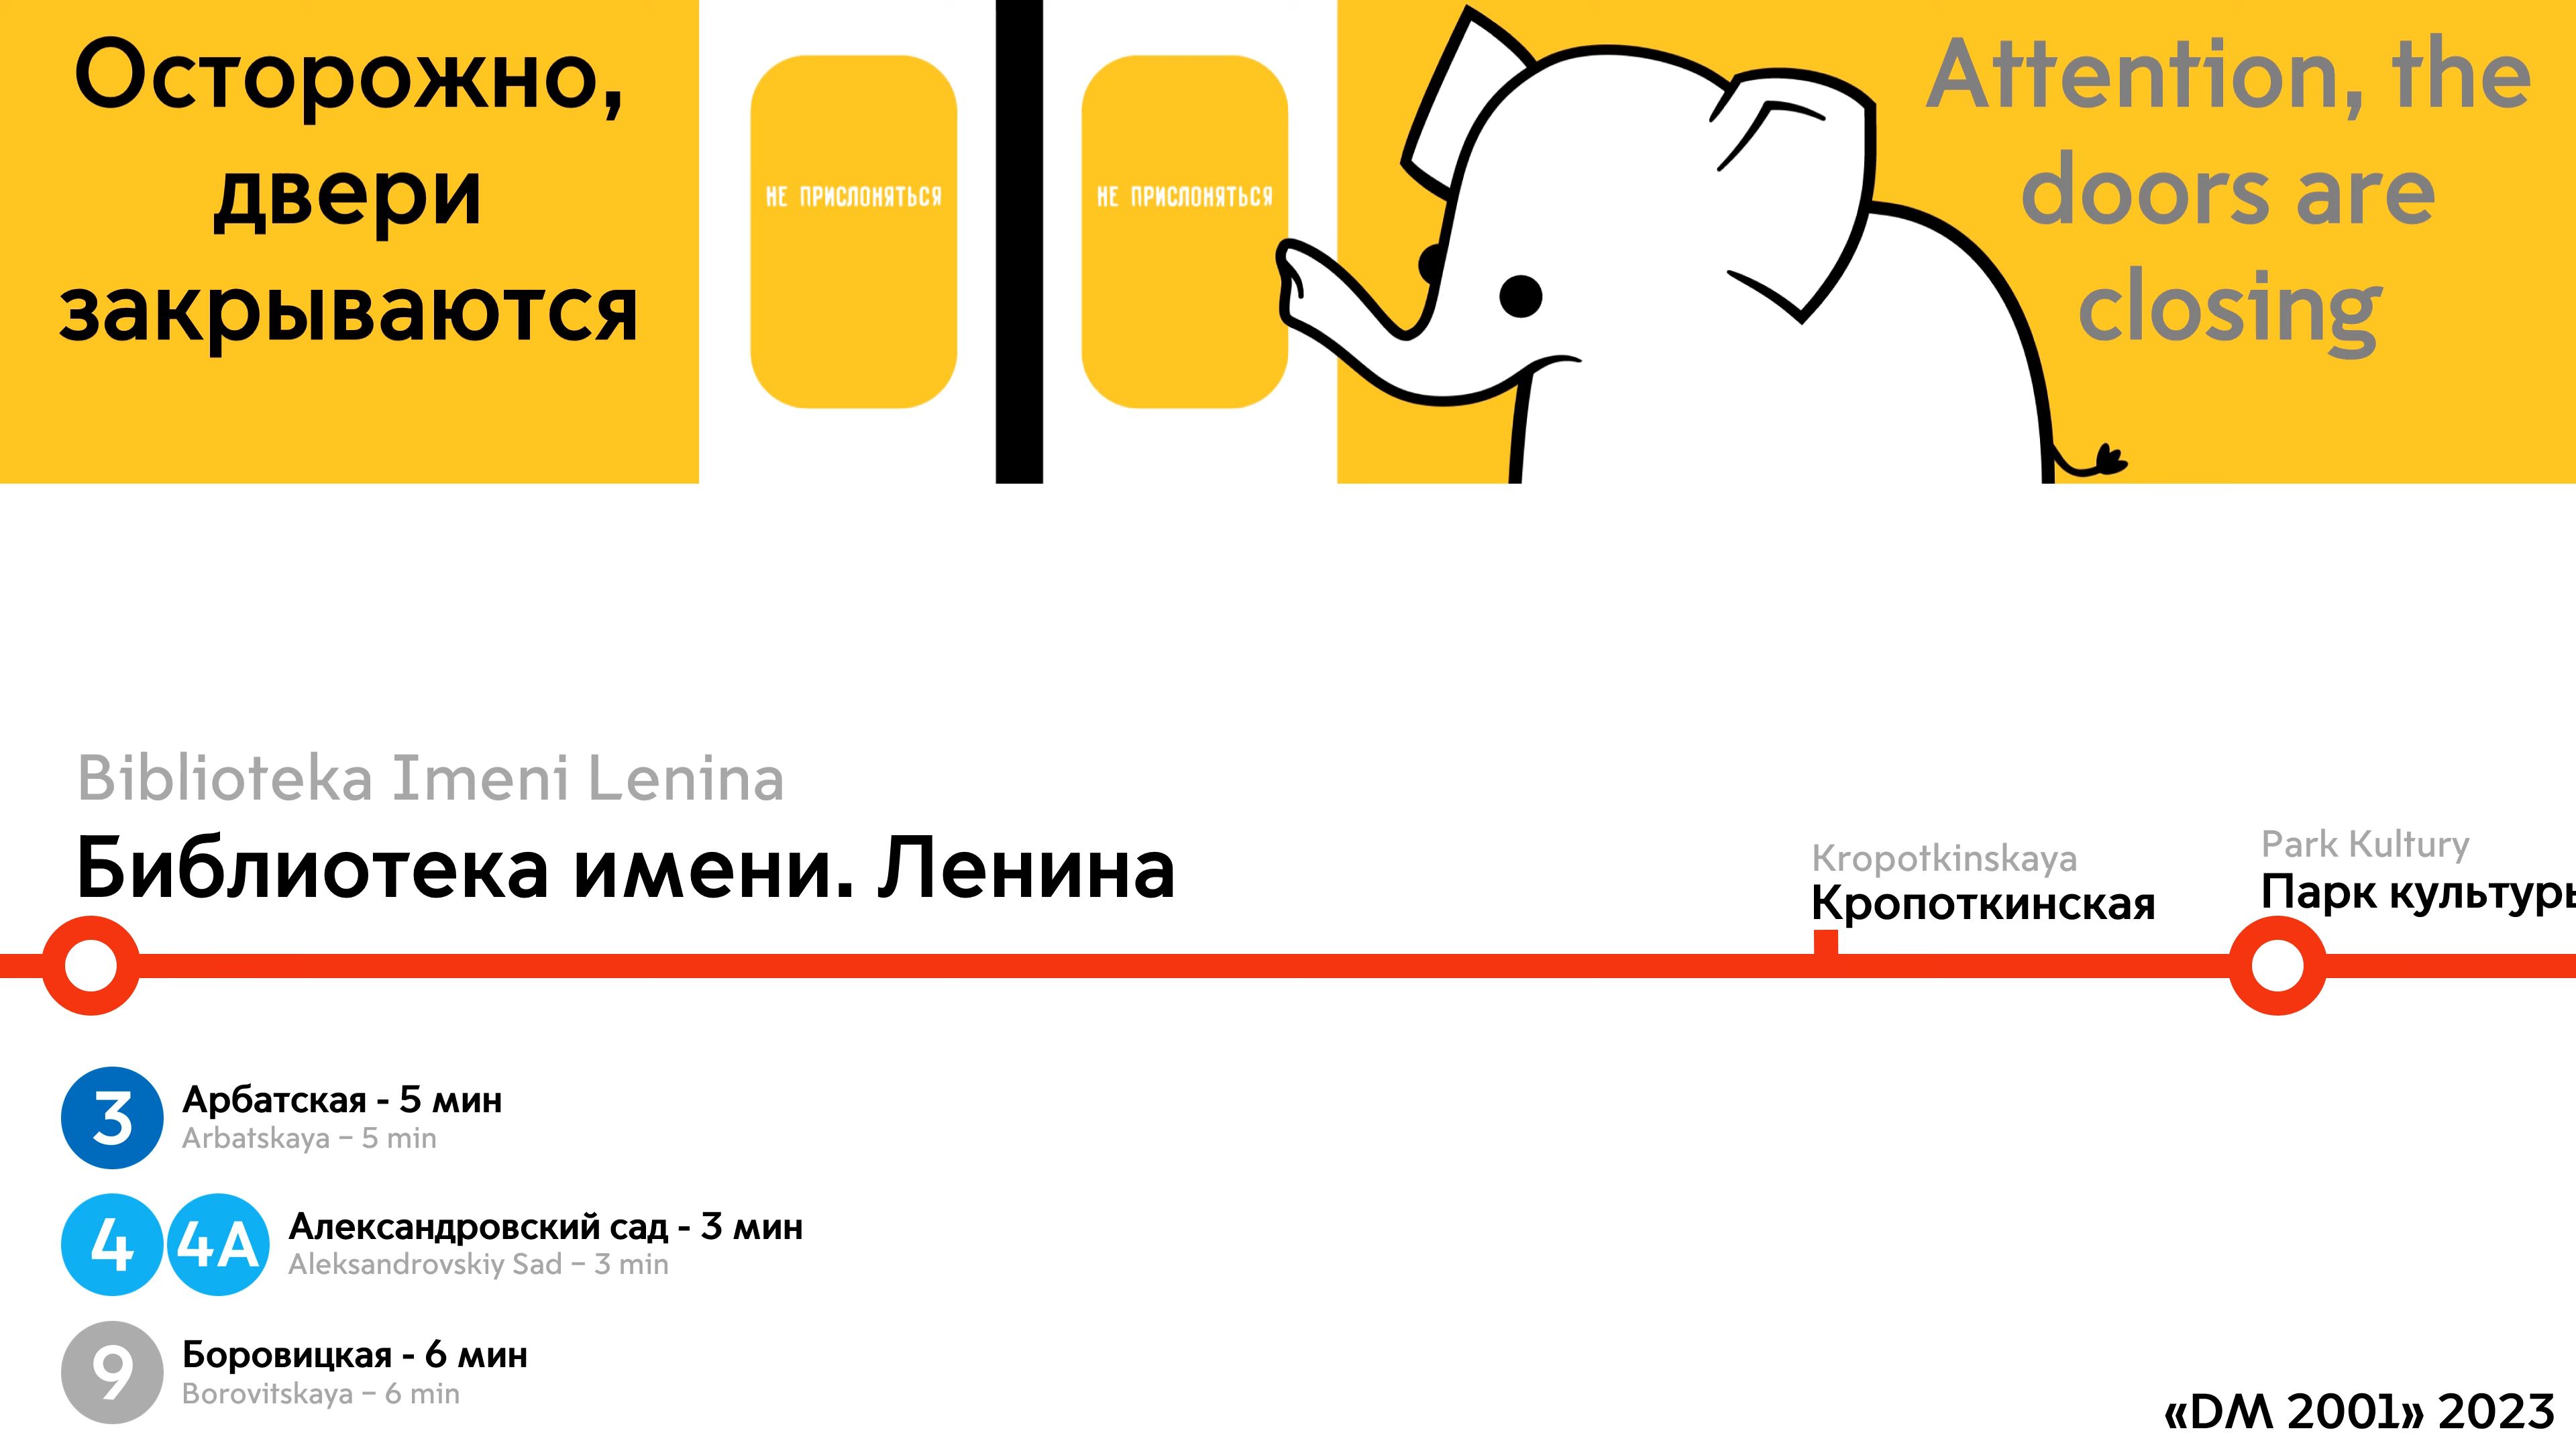 Осторожно,
двери
закрываются
НЕ ПРИСЛОНЯТЬСЯ
НЕ ПРИСЛОНЯТЬСЯ
Attention, the
doors are
closing
Biblioteka Imeni Lenina
Библиотека имени. Ленина
Kropotkinskaya
Кропоткинская
Park Kultury
Парк культуры
3
Арбатская - 5 мин
Arbatskaya – 5 min
4 4А Александровский сад - 3 мин
Aleksandrovskiy Sad – 3 min
9
Боровицкая - 6 мин
Borovitskaya – 6 min
«DM 2001» 2023